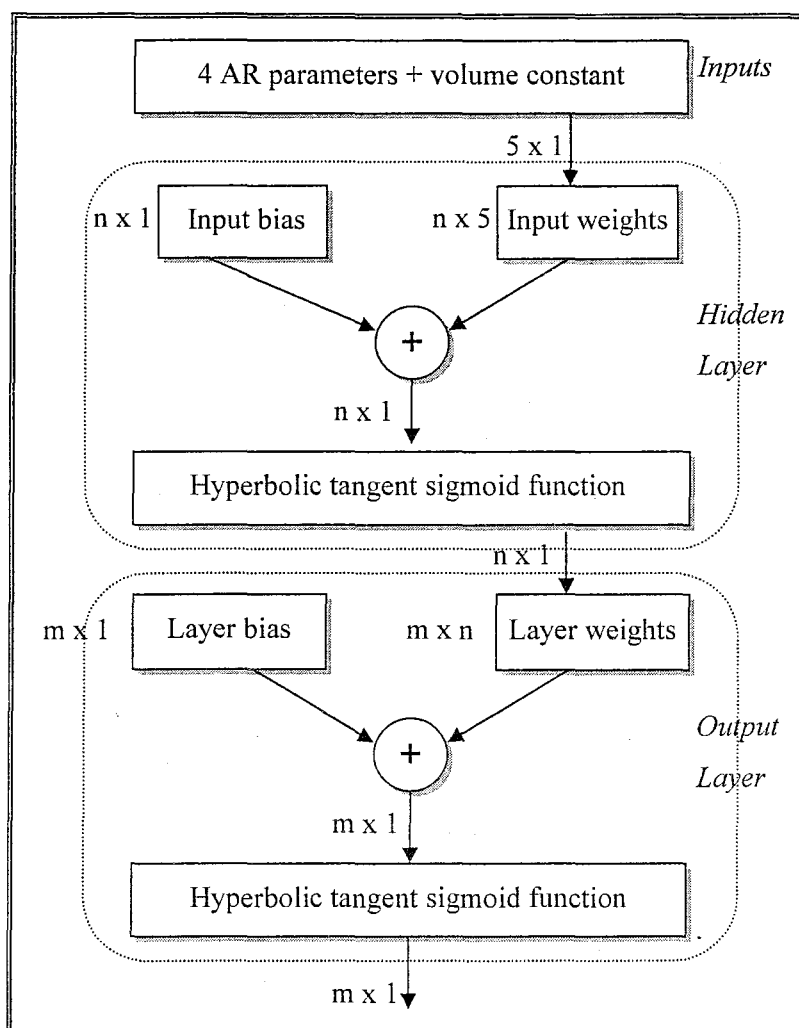 4 AR parameters + volume constant
Inputs
5 x 1
n x 1
Input bias
n x 5
Input weights
+
Hidden
Layer
n x 1
Hyperbolic tangent sigmoid function
n x 1
m x 1
Layer bias
m x n
Layer weights
+
Output
Layer
m x 1
Hyperbolic tangent sigmoid function
m x 1